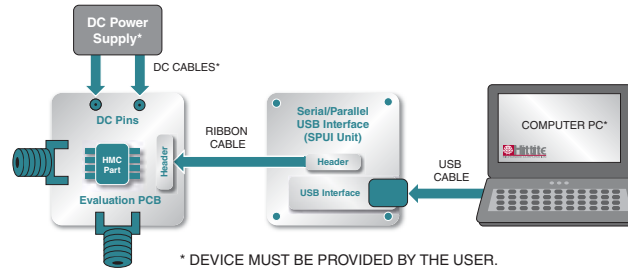 DC Power
Supply*
DC CABLES*
DC Pins
HMC
Part
Header
Evaluation PCB
RIBBON
CABLE
Serial/Parallel
USB Interface
(SPUI Unit)
Header
USB Interface
USB
CABLE
COMPUTER PC*
Hittite
* DEVICE MUST BE PROVIDED BY THE USER.